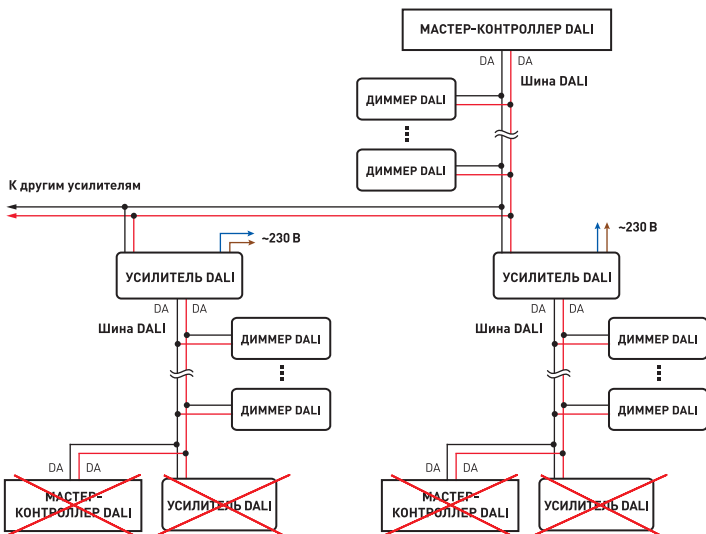 МАСТЕР-КОНТРОЛЛЕР DALI
DA DA
Шина DALI
ДИММЕР DALI
ДИММЕР DALI
К другим усилителям
~230 В
~230 В
УСИЛИТЕЛЬ DALI
УСИЛИТЕЛЬ DALI
DA DA
DA DA
Шина DALI
Шина DALI
ДИММЕР DALI
ДИММЕР DALI
ДИММЕР DALI
ДИММЕР DALI
DA DA
DA DA
МАСТЕР-
КОНТРОЛЛЕР DALI
УСИЛИТЕЛЬ DALI
МАСТЕР-
КОНТРОЛЛЕР DALI
УСИЛИТЕЛЬ DALI